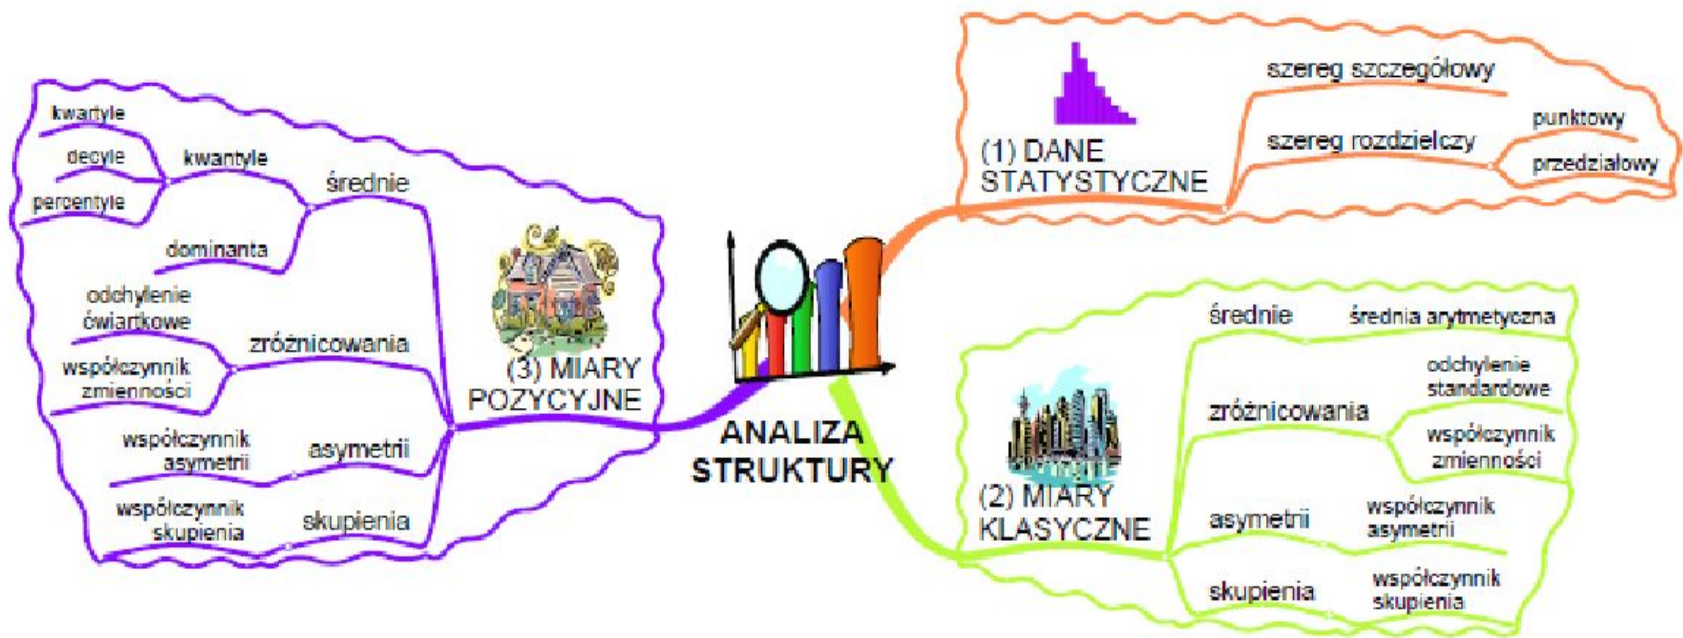 ANALIZA
STRUKTURY
(1) DANE
STATYSTYCZNE
szereg szczegółowy
szereg rozdzielczy
punktowy
przedziałowy
(2) MIARY
KLASYCZNE
średnie
średnia arytmetyczna
zróżnicowania
odchylenie
standardowe
współczynnik
zmienności
asymetrii
współczynnik
asymetrii
skupienia
współczynnik
skupienia
(3) MIARY
POZYCYJNE
średnie
kwantyle
kwartyle
decyle
percentyle
dominanta
zróżnicowania
odchylenie
ćwiartkowe
współczynnik
zmienności
asymetrii
współczynnik
asymetrii
skupienia
współczynnik
skupienia